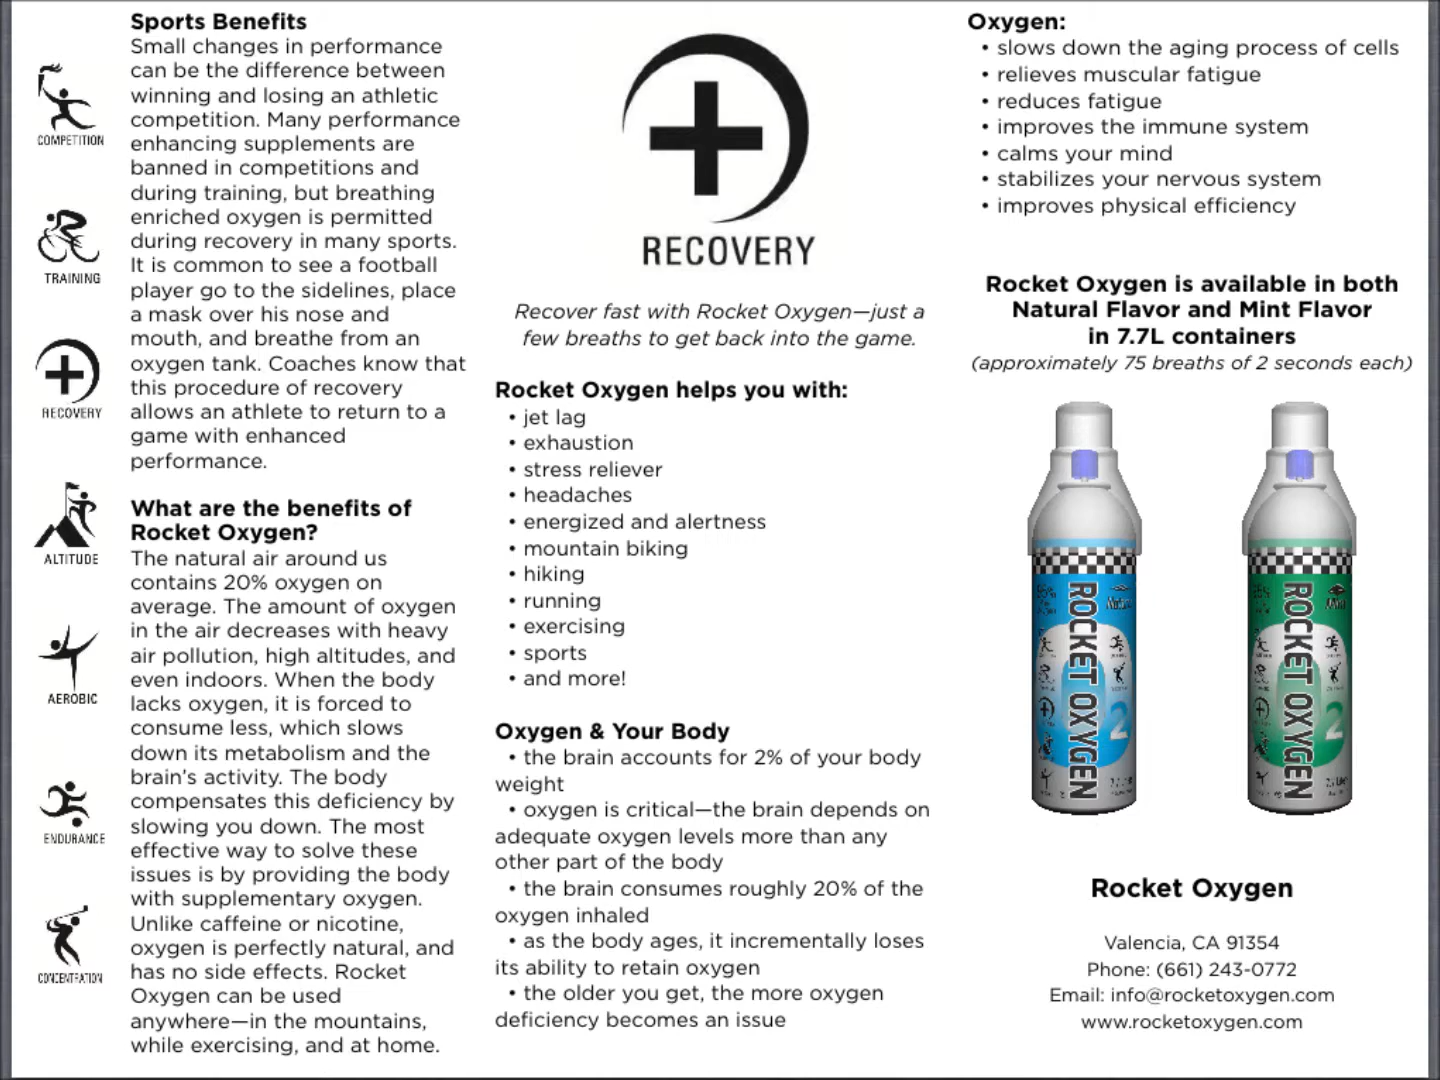 COMPETITION
TRAINING
RECOVERY
ALTITUDE
AEROBIC
ENDURANCE
CONCENTRATION
Sports Benefits
Small changes in performance
can be the difference between
winning and losing an athletic
competition. Many performance
enhancing supplements are
banned in competitions and
during training, but breathing
enriched oxygen is permitted
during recovery in many sports.
It is common to see a football
player go to the sidelines, place
a mask over his nose and
mouth, and breathe from an
oxygen tank. Coaches know that
this procedure of recovery
allows an athlete to return to a
game with enhanced
performance.
What are the benefits of
Rocket Oxygen?
The natural air around us
contains 20% oxygen on
average. The amount of oxygen
in the air decreases with heavy
air pollution, high altitudes, and
even indoors. When the body
lacks oxygen, it is forced to
consume less, which slows
down its metabolism and the
brain's activity. The body
compensates this deficiency by
slowing you down. The most
effective way to solve these
issues is by providing the body
with supplementary oxygen.
Unlike caffeine or nicotine,
oxygen is perfectly natural, and
has no side effects. Rocket
Oxygen can be used
anywhere—in the mountains,
while exercising, and at home.
RECOVERY
Recover fast with Rocket Oxygen—just a
few breaths to get back into the game.
Rocket Oxygen helps you with:
• jet lag
• exhaustion
• stress reliever
• headaches
• energized and alertness
• mountain biking
• hiking
• running
• exercising
• sports
• and more!
Oxygen & Your Body
• the brain accounts for 2% of your body
weight
• oxygen is critical—the brain depends on
adequate oxygen levels more than any
other part of the body
• the brain consumes roughly 20% of the
oxygen inhaled
• as the body ages, it incrementally loses
its ability to retain oxygen
• the older you get, the more oxygen
deficiency becomes an issue
Oxygen:
• slows down the aging process of cells
• relieves muscular fatigue
• reduces fatigue
• improves the immune system
• calms your mind
• stabilizes your nervous system
• improves physical efficiency
Rocket Oxygen is available in both
Natural Flavor and Mint Flavor
in 7.7L containers
(approximately 75 breaths of 2 seconds each)
ROCKET OXYGEN
2
ROCKET OXYGEN
2
Rocket Oxygen
Valencia, CA 91354
Phone: (661) 243-0772
Email: info@rocketoxygen.com
www.rocketoxygen.com